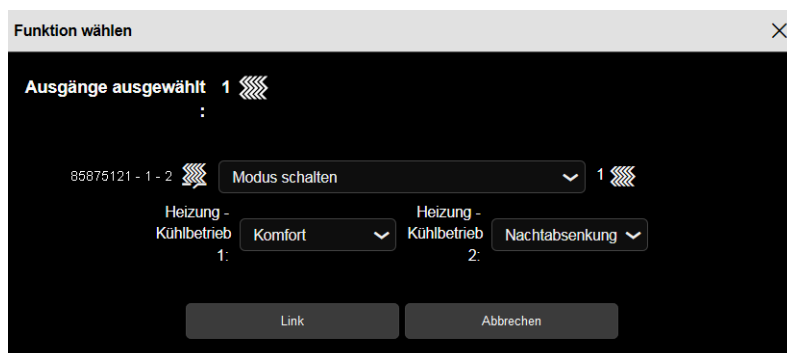 Funktion wählen
Ausgänge ausgewählt 1
:
85875121 - 1 - 2 Modus schalten 1
Heizung - Heizung -
Kühlbetrieb Komfort Kühlbetrieb Nachtabsenkung
1: 2:
Link Abbrechen